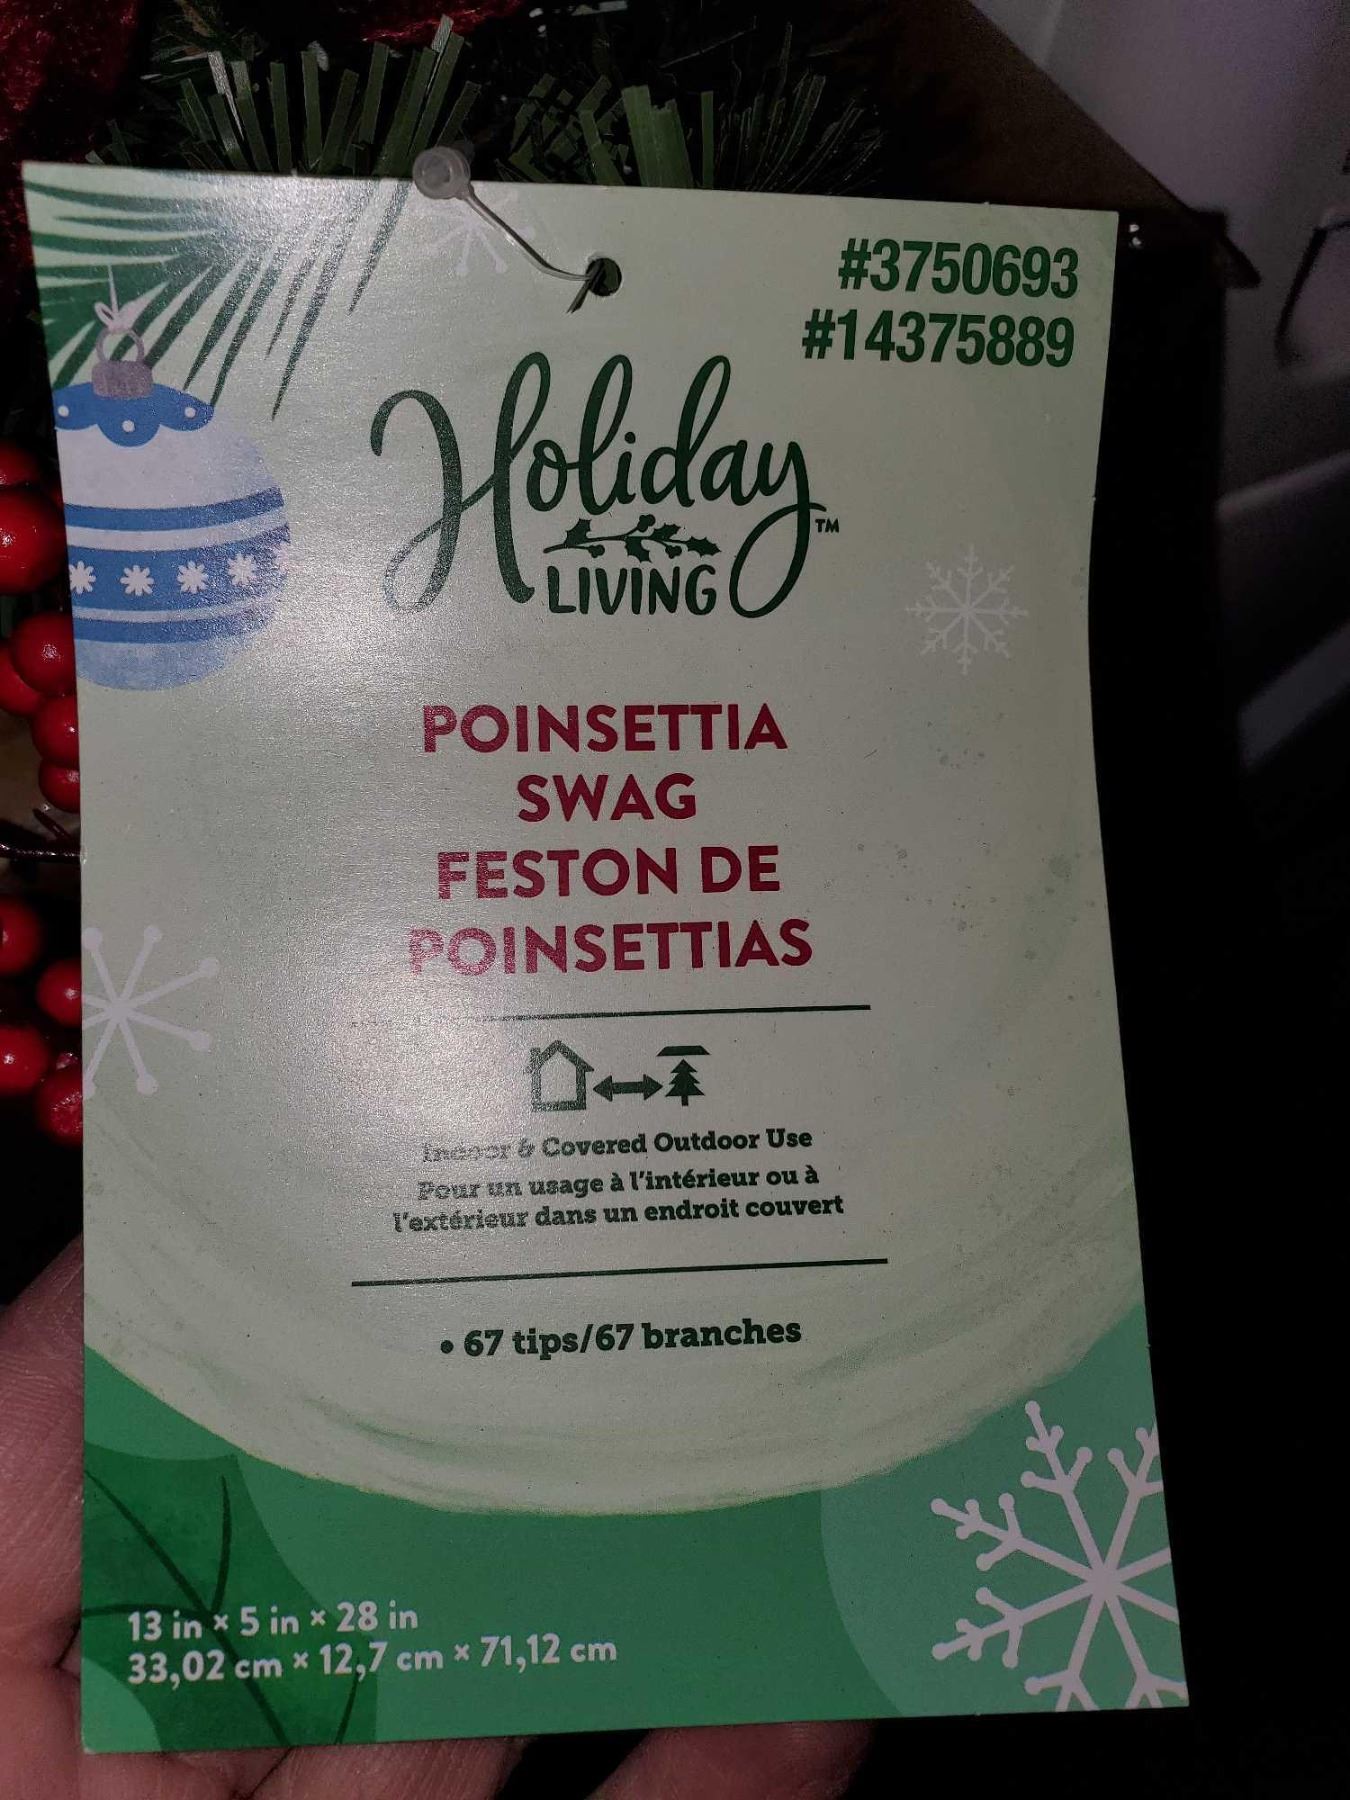 #3750693
#14375889
Holiday™
LIVING
POINSETTIA
SWAG
FESTON DE
POINSETTIAS
Indoor & Covered Outdoor Use
Pour un usage à l'intérieur ou à
l'extérieur dans un endroit couvert
• 67 tips/67 branches
13 in × 5 in × 28 in
33,02 cm × 12,7 cm × 71,12 cm